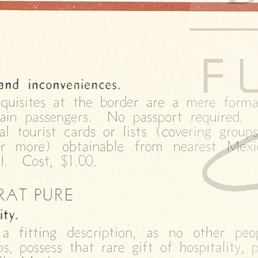 FU
and inconveniences.
quisites at the border are a mere forma
ain passengers. No passport required.
al tourist cards or lists (covering groups
r more) obtainable from nearest Mexic
l. Cost, $1.00.
RAT PURE
ity.
a fitting description, as no other peo
os, possess that rare gift of hospitality, p